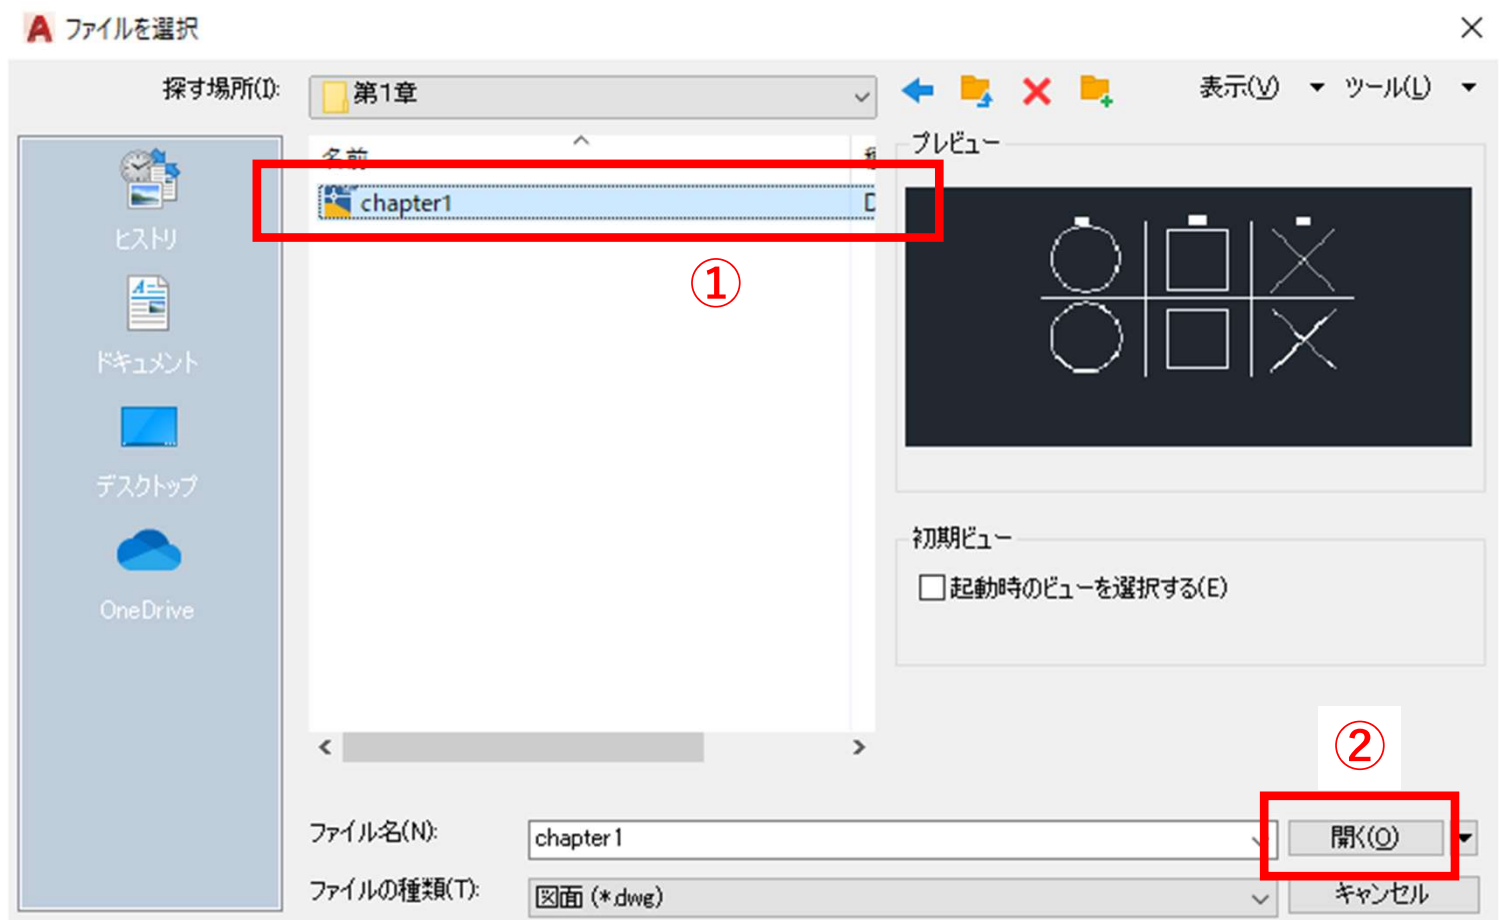 ファイルを選択
探す場所(I):
第1章
表示(V)
ツール(L)
名前
chapter1
D
①
プレビュー
ヒストリ
ドキュメント
デスクトップ
OneDrive
初期ビュー
起動時のビューを選択する(E)
②
ファイル名(N):
chapter1
開く(O)
ファイルの種類(T):
図面 (*.dwg)
キャンセル